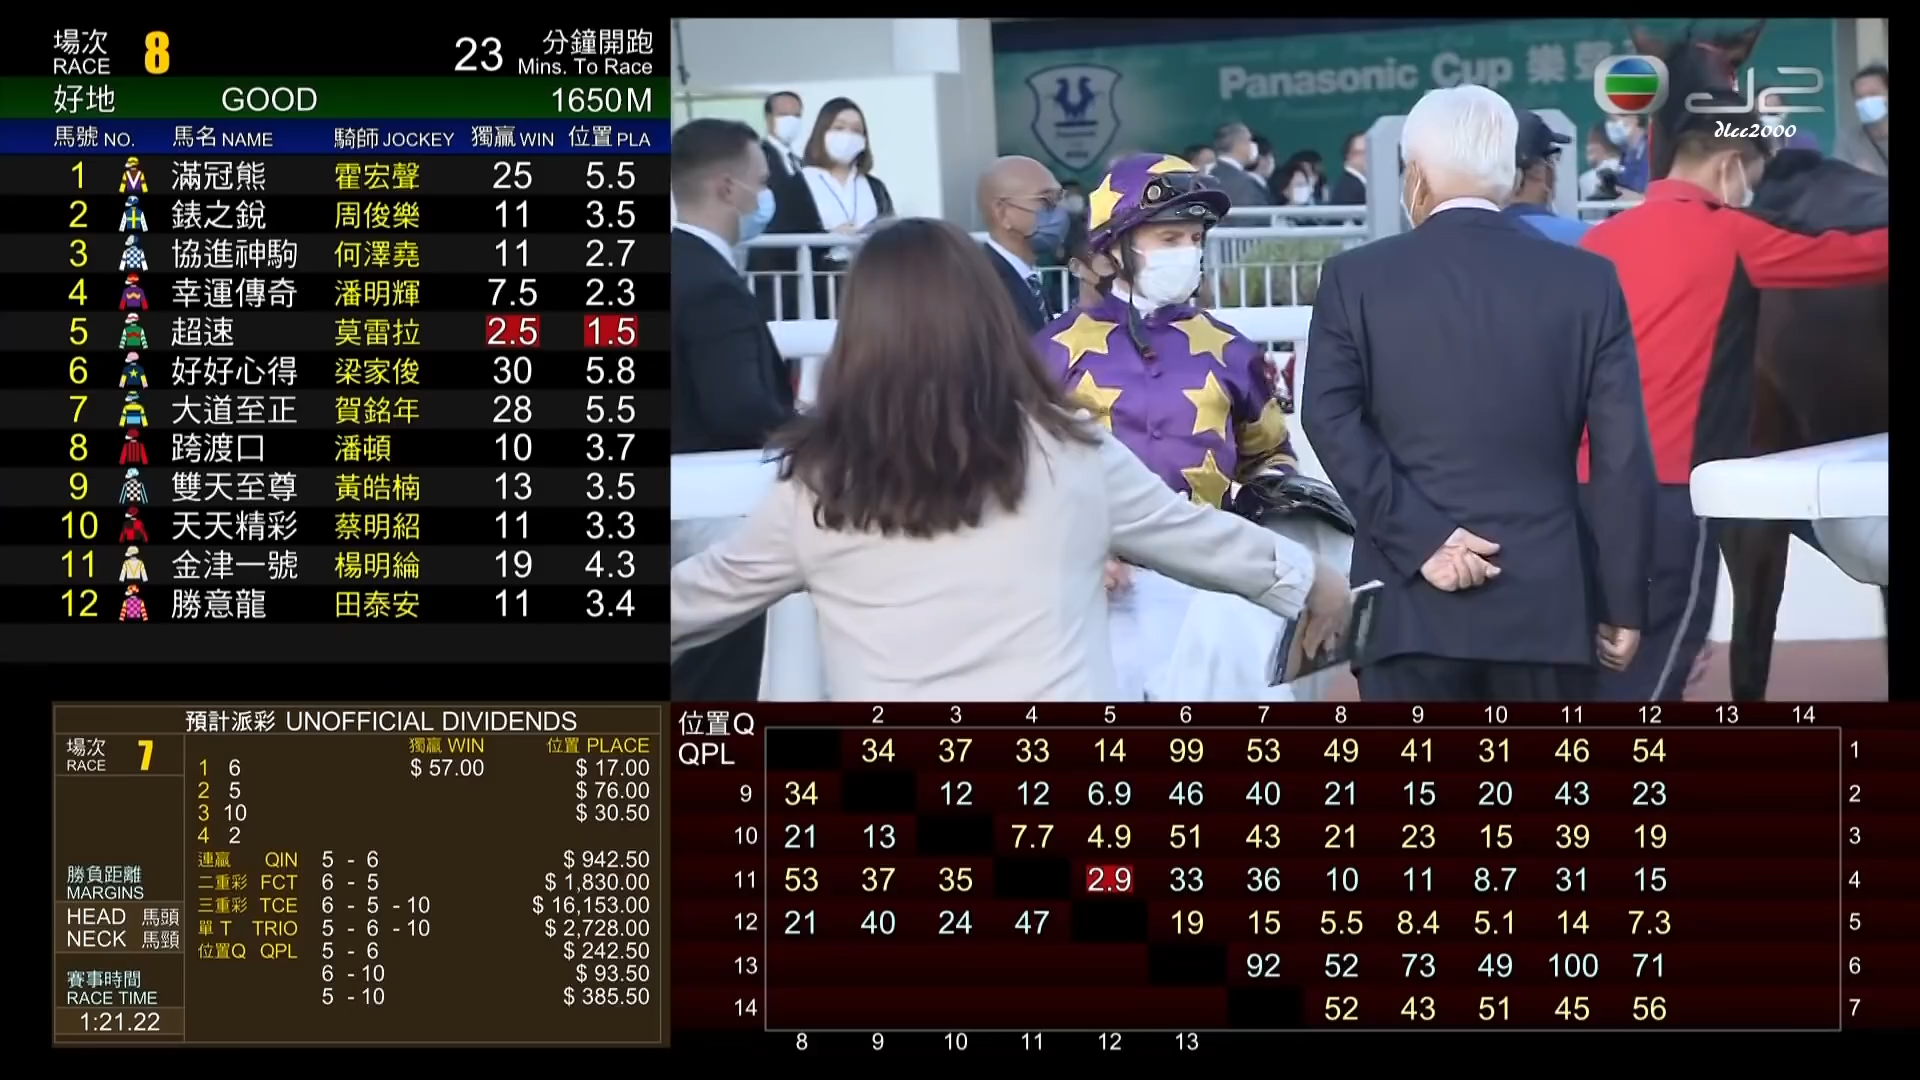 場次 8 23 分鐘開跑
RACE Mins. To Race
好地 GOOD 1650M
馬號 NO. 馬名 NAME 騎師 JOCKEY 獨贏 WIN 位置 PLA
1 滿冠熊 霍宏聲 25 5.5
2 錶之銳 周俊樂 11 3.5
3 協進神駒 何澤堯 11 2.7
4 幸運傳奇 潘明輝 7.5 2.3
5 超速 莫雷拉 2.5 1.5
6 好好心得 梁家俊 30 5.8
7 大道至正 賀銘年 28 5.5
8 跨渡口 潘頓 10 3.7
9 雙天至尊 黃皓楠 13 3.5
10 天天精彩 蔡明紹 11 3.3
11 金津一號 楊明綸 19 4.3
12 勝意龍 田泰安 11 3.4
Panasonic Cup 樂聲
J2
dlcc2000
預計派彩 UNOFFICIAL DIVIDENDS
場次 7
RACE
獨贏 WIN 位置 PLACE
1 6 $ 57.00 $ 17.00
2 5 $ 76.00
3 10 $ 30.50
4 2
連贏 QIN 5 - 6 $ 942.50
二重彩 FCT 6 - 5 $ 1,830.00
三重彩 TCE 6 - 5 - 10 $ 16,153.00
單T TRIO 5 - 6 - 10 $ 2,728.00
位置Q QPL 5 - 6 $ 242.50
6 - 10 $ 93.50
5 - 10 $ 385.50
勝負距離
MARGINS
HEAD 馬頭
NECK 馬頸
賽事時間
RACE TIME
1:21.22
位置Q 2 3 4 5 6 7 8 9 10 11 12 13 14
QPL 34 37 33 14 99 53 49 41 31 46 54 1
9 34 12 12 6.9 46 40 21 15 20 43 23 2
10 21 13 7.7 4.9 51 43 21 23 15 39 19 3
11 53 37 35 2.9 33 36 10 11 8.7 31 15 4
12 21 40 24 47 19 15 5.5 8.4 5.1 14 7.3 5
13 92 52 73 49 100 71 6
14 52 43 51 45 56 7
8 9 10 11 12 13